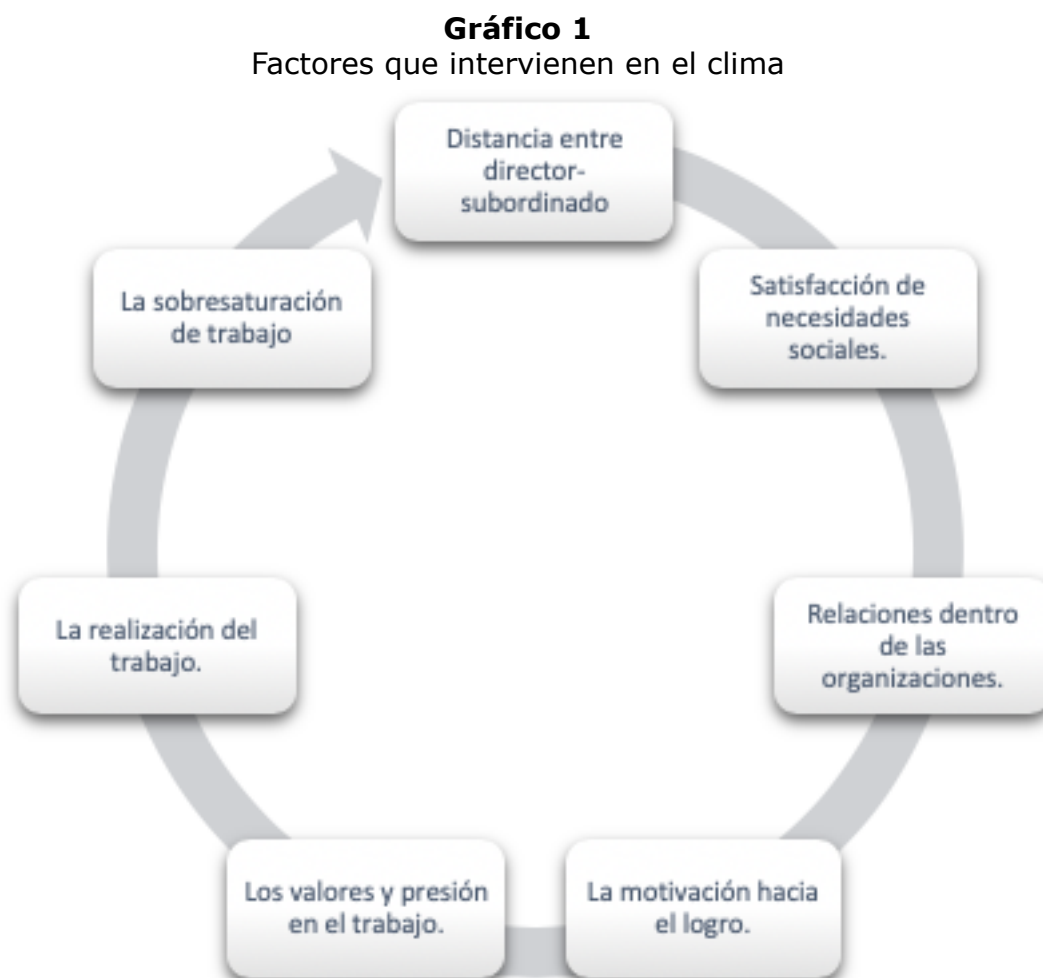 Gráfico 1
Factores que intervienen en el clima
Distancia entre
director-
subordinado
Satisfacción de
necesidades
sociales.
Relaciones dentro
de las
organizaciones.
La motivación hacia
el logro.
Los valores y presión
en el trabajo.
La realización del
trabajo.
La sobresaturación
de trabajo